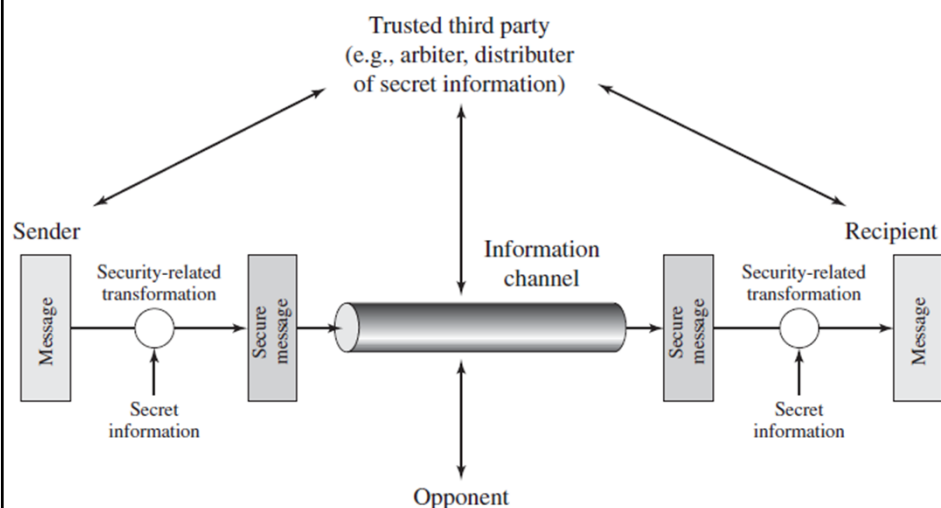 Trusted third party
(e.g., arbiter, distributer
of secret information)
Sender
Recipient
Information
channel
Security-related
transformation
Security-related
transformation
Message
Secure
message
Secure
message
Message
Secret
information
Secret
information
Opponent